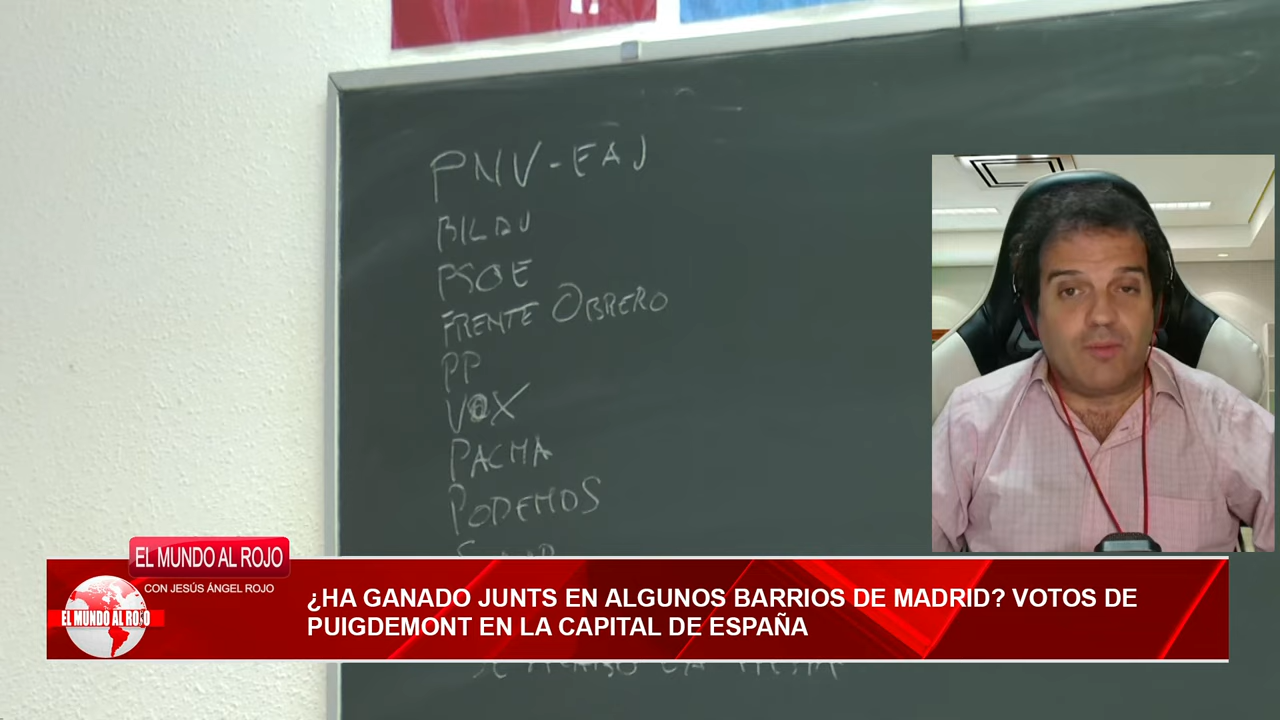 PNV-EAJ
BILDU
PSOE
FRENTE OBRERO
PP
VOX
PACMA
PODEMOS
EL MUNDO AL ROJO
CON JESÚS ÁNGEL ROJO
EL MUNDO AL ROJO
¿HA GANADO JUNTS EN ALGUNOS BARRIOS DE MADRID? VOTOS DE
PUIGDEMONT EN LA CAPITAL DE ESPAÑA